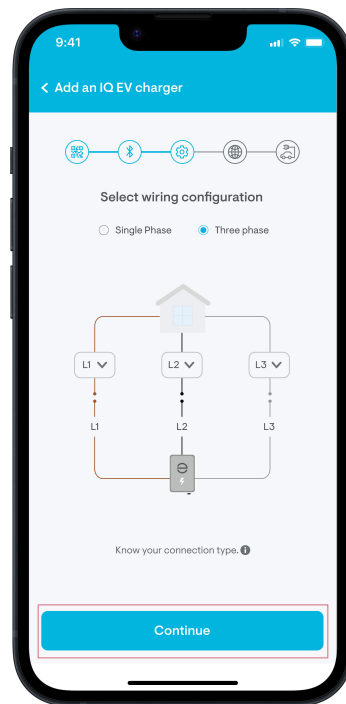 9:41
Add an IQ EV charger
Select wiring configuration
Single Phase Three phase
L1 L2 L3
L1 L2 L3
Know your connection type.
Continue